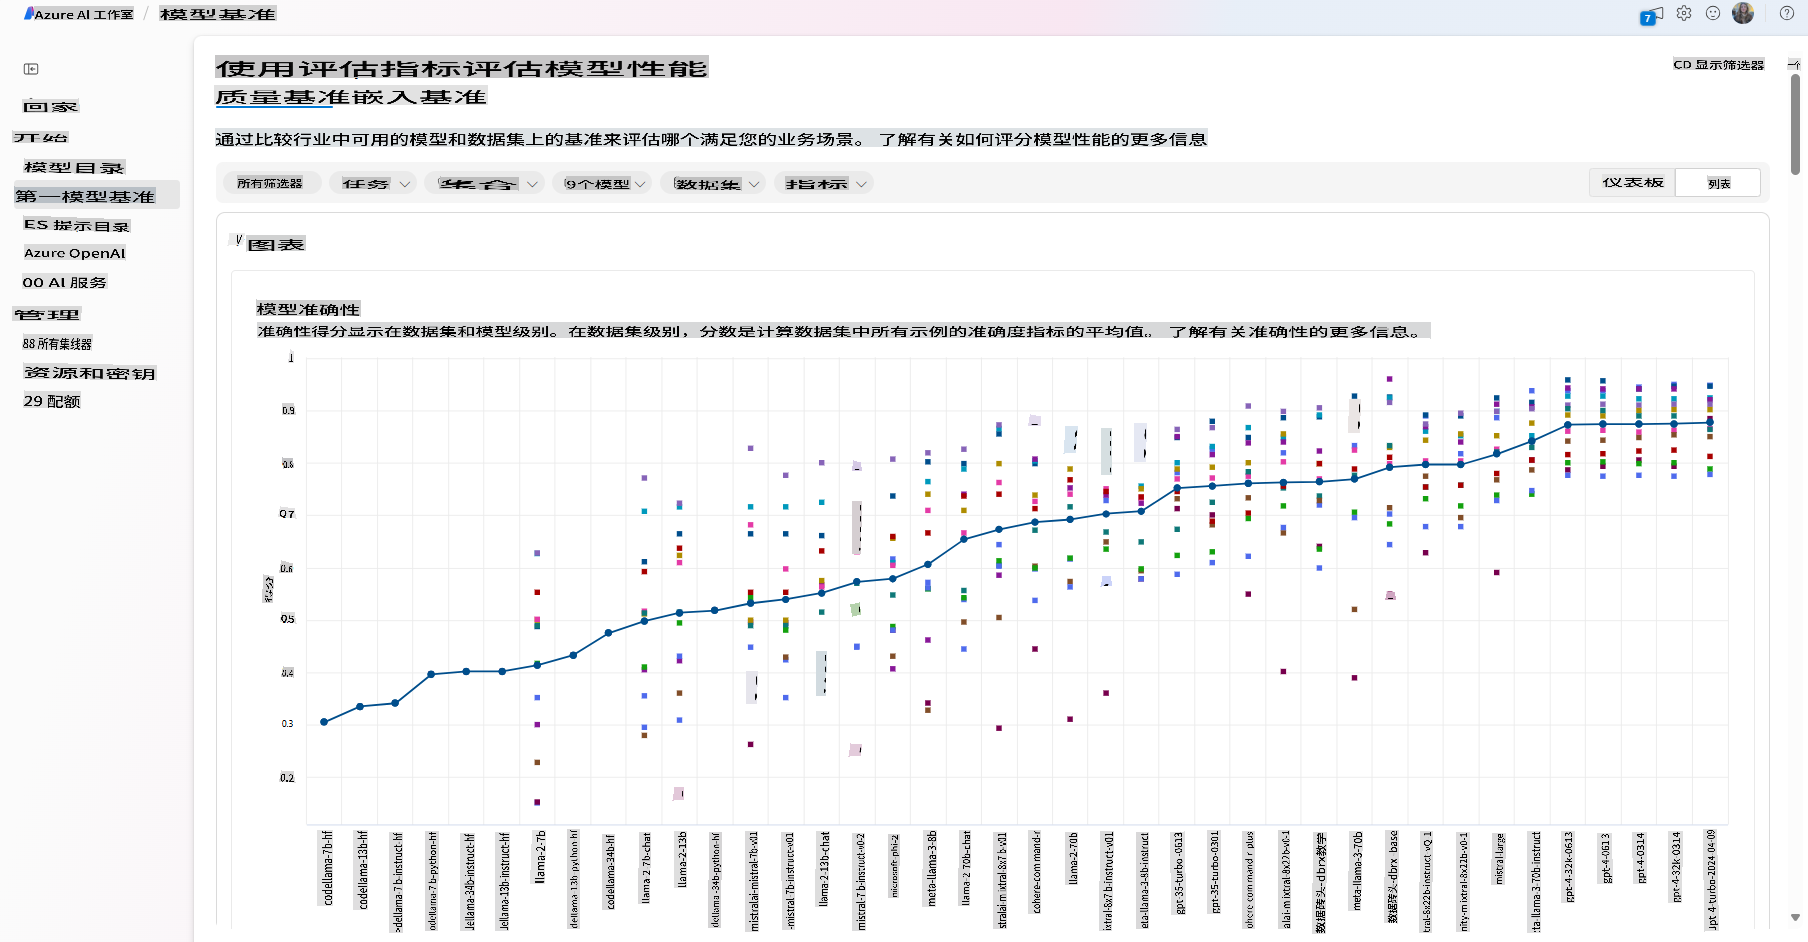 Azure AI 工作室 / 模型基准
7
回家
开始
模型目录
第一模型基准
ES 提示目录
Azure OpenAI
00 Al 服务
管理
88 所有集线器
资源和密钥
29 配额
使用评估指标评估模型性能
CD 显示筛选器
质量基准嵌入基准
通过比较行业中可用的模型和数据集上的基准来评估哪个满足您的业务场景。 了解有关如何评分模型性能的更多信息
所有筛选器
任务
集合
9个模型
数据集
指标
仪表板
列表
V 图表
模型准确性
准确性得分显示在数据集和模型级别。在数据集级别，分数是计算数据集中所有示例的准确度指标的平均值。 了解有关准确性的更多信息。
1
0.9
0.6
0.5
0.3
0.2
codellama-7b-hf
codellama-13b-hf
dellama-7b-instruct-hf
odellama-7b-python-hf
dellama-34b-instruct-hf
dellama-13b-instruct-hf
llama-2-7b
dellama-13b-python-hf
codellama-34b-hf
llama-2-7b-chat
llama-2-13b
dellama-34b-python-hf
mistralai-mistral-7b-v01
-mistral-7b-instruct-v01
llama-2-13b-chat
mistral-7b-instruct-v0-2
microsoft-phi-2
meta-llama-3-8b
llama-2-70b-chat
stralai-mixtral-8x7b-v01
cohere-command-r
llama-2-70b
ixtral-8x7b-instruct-v01
eta-llama-3-8b-instruct
gpt-35-turbo-0613
gpt-35-turbo-0301
ohere-command-r-plus
alai-mixtral-8x22b-v0-1
数据砖头-dbrx教学
meta-llama-3-70b
数据砖头-dbrx-base
tral-8x22b-instruct-v0-1
nity-mixtral-8x22b-v0-1
mistral-large
ta-llama-3-70b-instruct
gpt-4-32k-0613
gpt-4-0613
gpt-4-0314
gpt-4-32k-0314
gpt-4-turbo-2024-04-09